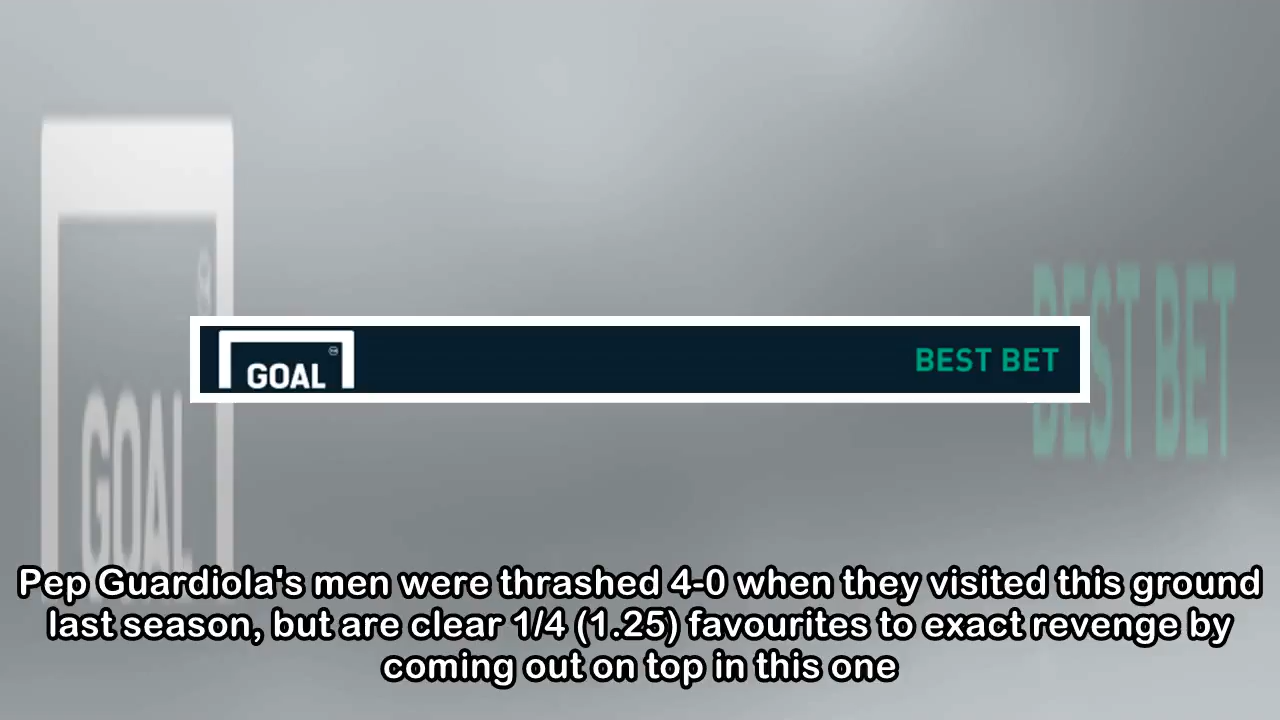 GOAL
BEST BET
GOAL
BEST BET
Pep Guardiola's men were thrashed 4-0 when they visited this ground
last season, but are clear 1/4 (1.25) favourites to exact revenge by
coming out on top in this one